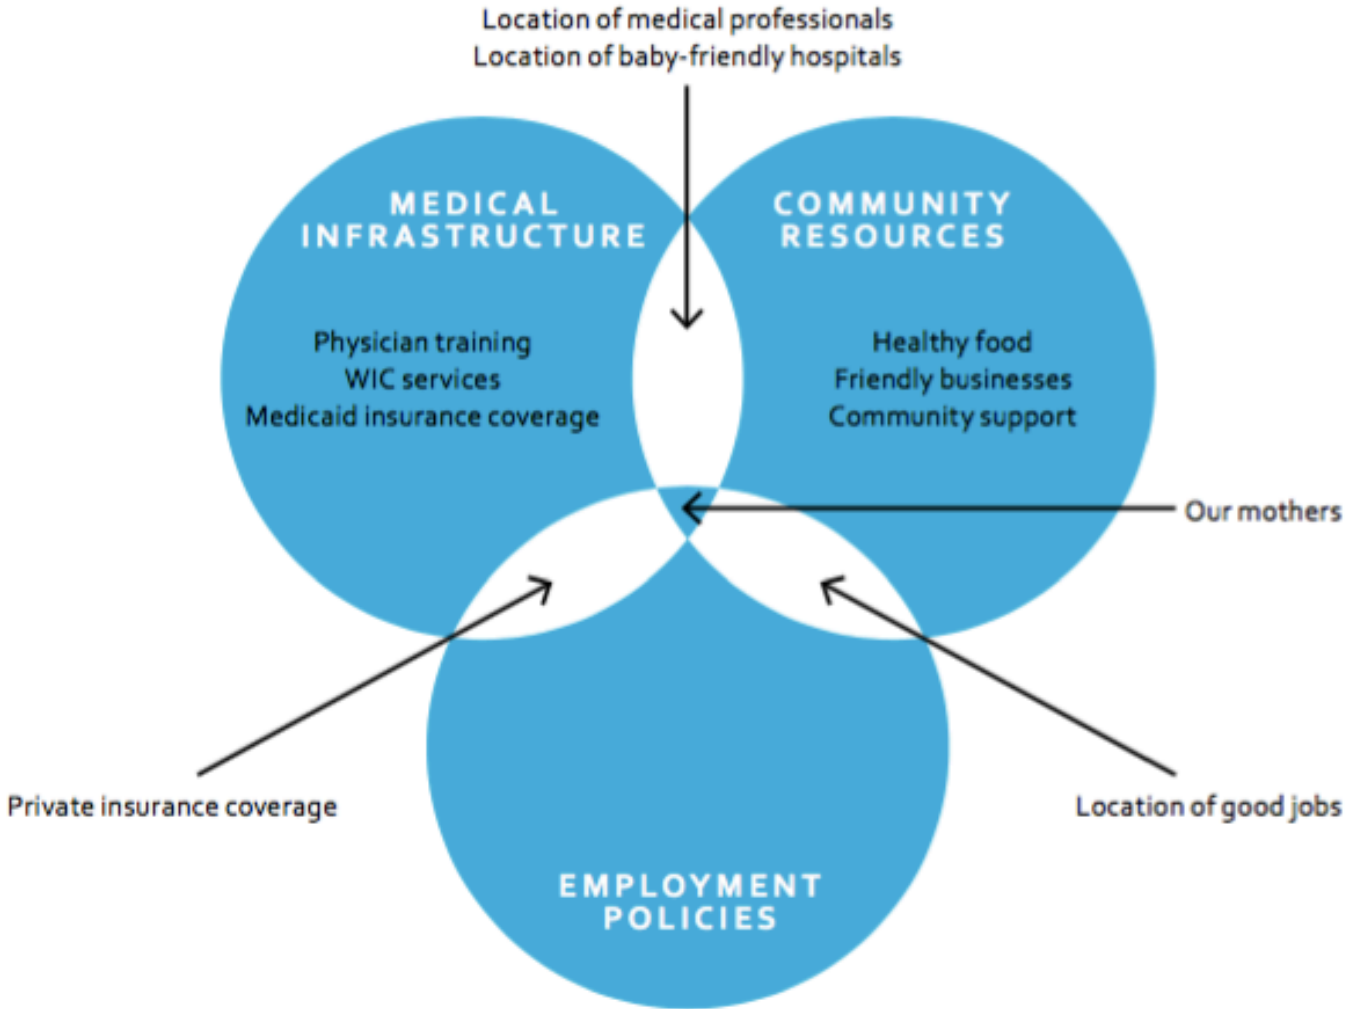 Location of medical professionals
Location of baby-friendly hospitals
MEDICAL
INFRASTRUCTURE
COMMUNITY
RESOURCES
Physician training
WIC services
Medicaid insurance coverage
Healthy food
Friendly businesses
Community support
Our mothers
Private insurance coverage
Location of good jobs
EMPLOYMENT
POLICIES